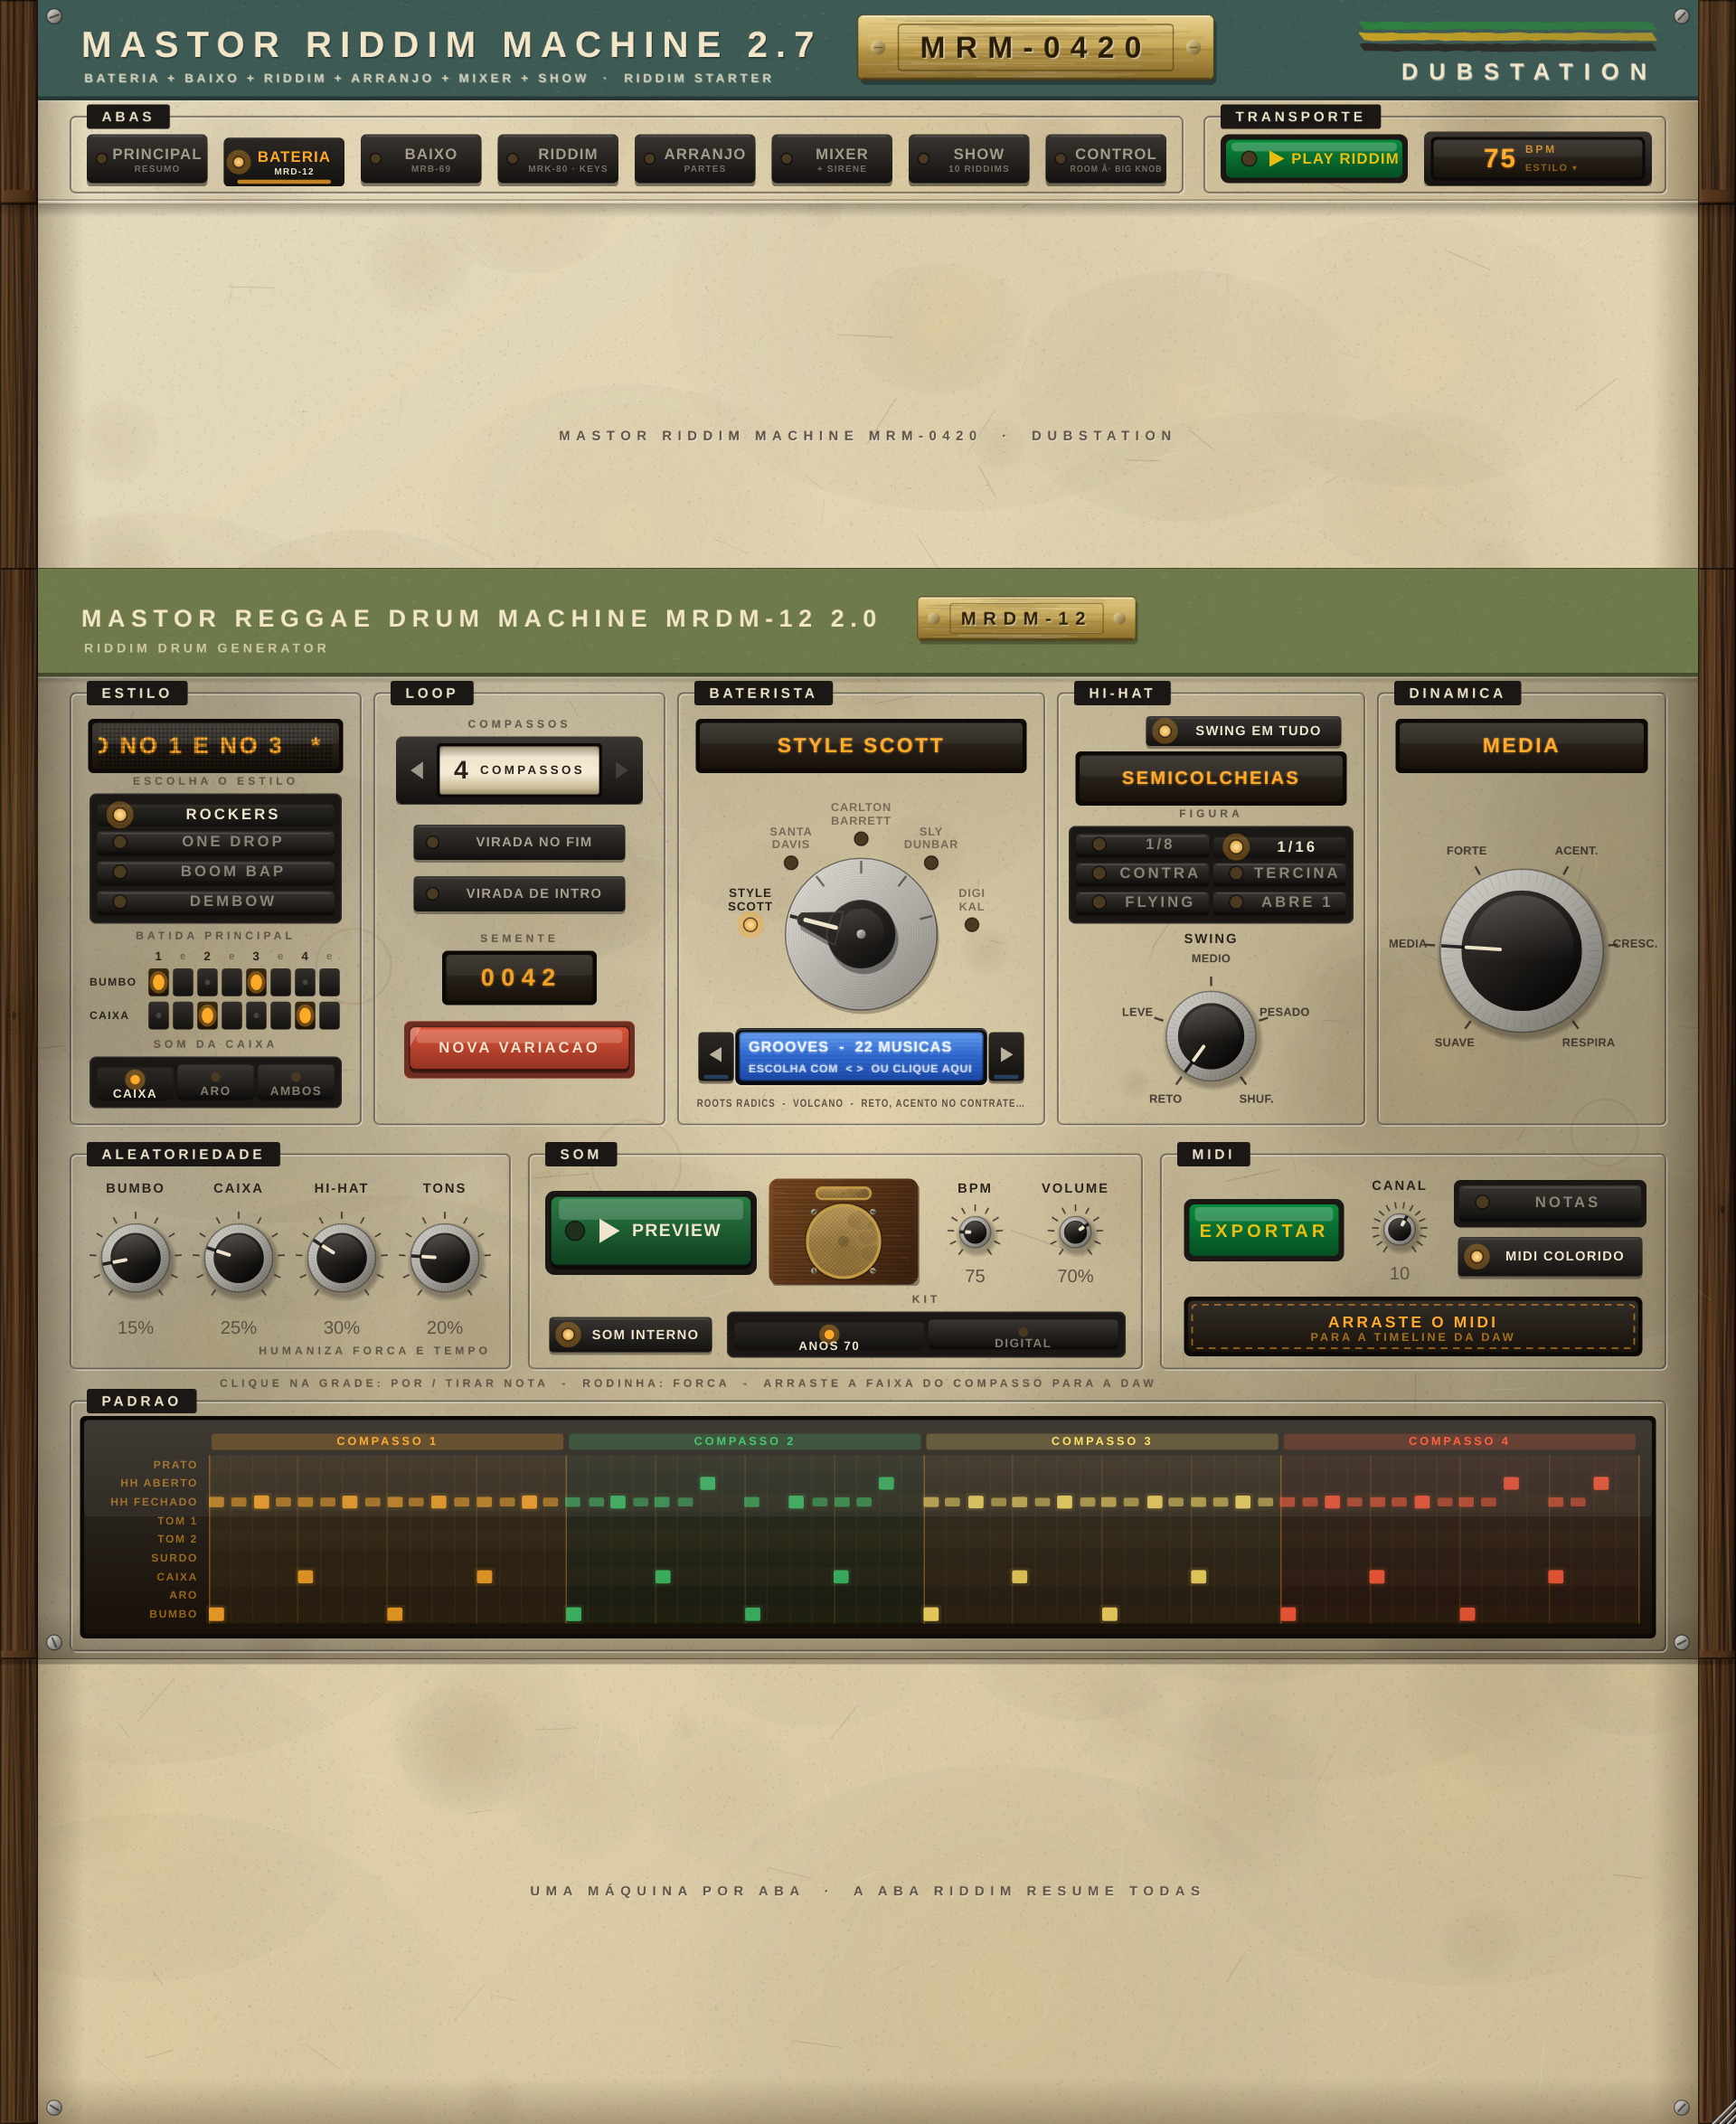 MASTOR RIDDIM MACHINE 2.7
BATERIA + BAIXO + RIDDIM + ARRANJO + MIXER + SHOW · RIDDIM STARTER
MRM-0420
DUBSTATION
ABAS
PRINCIPAL
RESUMO
BATERIA
MRD-12
BAIXO
MRB-69
RIDDIM
MRK-80 · KEYS
ARRANJO
PARTES
MIXER
+ SIRENE
SHOW
10 RIDDIMS
CONTROL
ROOM Â· BIG KNOB
TRANSPORTE
PLAY RIDDIM
75 BPM
ESTILO ▾
MASTOR RIDDIM MACHINE MRM-0420 · DUBSTATION
MASTOR REGGAE DRUM MACHINE MRDM-12 2.0
RIDDIM DRUM GENERATOR
MRDM-12
ESTILO
NO 1 E NO 3 *
ESCOLHA O ESTILO
ROCKERS
ONE DROP
BOOM BAP
DEMBOW
BATIDA PRINCIPAL
1 e 2 e 3 e 4 e
BUMBO
CAIXA
SOM DA CAIXA
CAIXA
ARO
AMBOS
LOOP
COMPASSOS
4 COMPASSOS
VIRADA NO FIM
VIRADA DE INTRO
SEMENTE
0042
NOVA VARIACAO
BATERISTA
STYLE SCOTT
CARLTON
BARRETT
SANTA
DAVIS
SLY
DUNBAR
STYLE
SCOTT
DIGI
KAL
GROOVES - 22 MUSICAS
ESCOLHA COM < > OU CLIQUE AQUI
ROOTS RADICS - VOLCANO - RETO, ACENTO NO CONTRATE...
HI-HAT
SWING EM TUDO
SEMICOLCHEIAS
FIGURA
1/8
1/16
CONTRA
TERCINA
FLYING
ABRE 1
SWING
MEDIO
LEVE
PESADO
RETO
SHUF.
DINAMICA
MEDIA
FORTE
ACENT.
MEDIA
CRESC.
SUAVE
RESPIRA
ALEATORIEDADE
BUMBO
CAIXA
HI-HAT
TONS
15%
25%
30%
20%
HUMANIZA FORCA E TEMPO
SOM
PREVIEW
BPM
VOLUME
75
70%
KIT
SOM INTERNO
ANOS 70
DIGITAL
MIDI
EXPORTAR
CANAL
10
NOTAS
MIDI COLORIDO
ARRASTE O MIDI
PARA A TIMELINE DA DAW
CLIQUE NA GRADE: POR / TIRAR NOTA - RODINHA: FORCA - ARRASTE A FAIXA DO COMPASSO PARA A DAW
PADRAO
COMPASSO 1
COMPASSO 2
COMPASSO 3
COMPASSO 4
PRATO
HH ABERTO
HH FECHADO
TOM 1
TOM 2
SURDO
CAIXA
ARO
BUMBO
UMA MÁQUINA POR ABA · A ABA RIDDIM RESUME TODAS